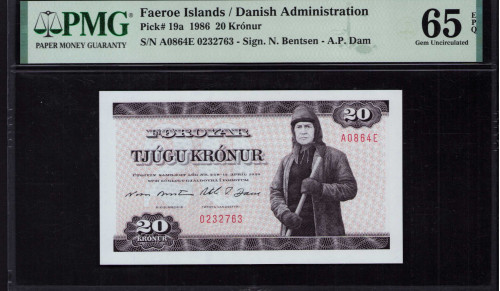 PMG
PAPER MONEY GUARANTY
Faeroe Islands / Danish Administration
Pick# 19a 1986 20 Krónur
S/N A0864E 0232763 - Sign. N. Bentsen - A.P. Dam
65 EPQ
Gem Uncirculated
20
FØROYAR
A0864E
TJÚGU KRÓNUR
0232763
20
KRÓNUR